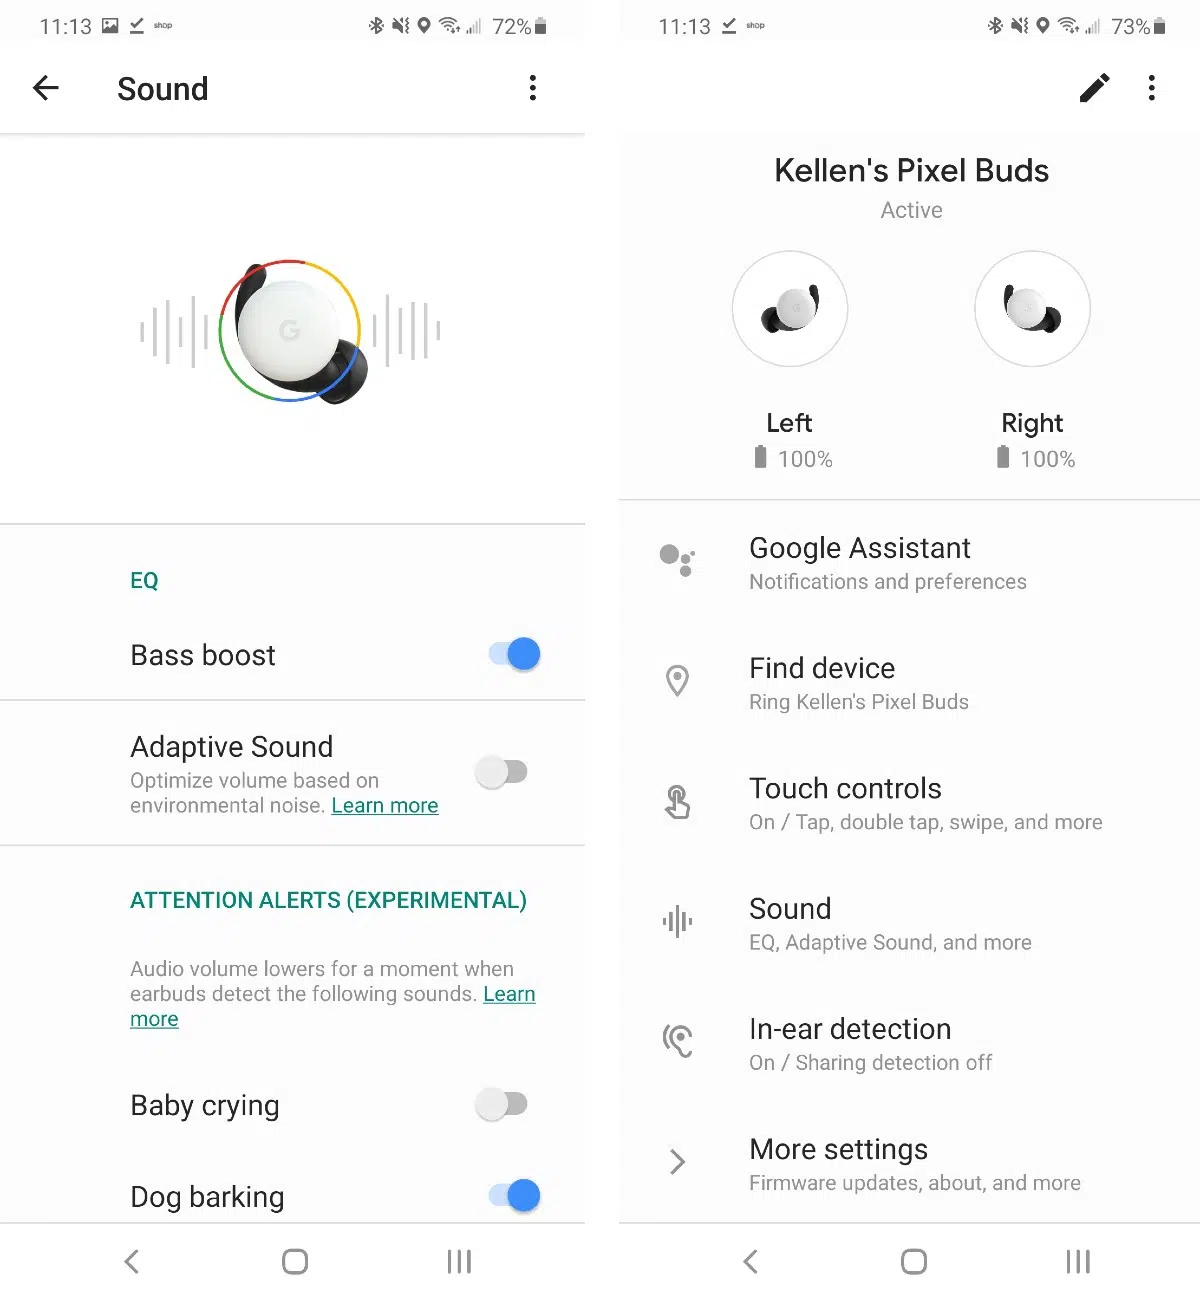 11:13 shop 72%
Sound
G
EQ
Bass boost
Adaptive Sound
Optimize volume based on
environmental noise. Learn more
ATTENTION ALERTS (EXPERIMENTAL)
Audio volume lowers for a moment when
earbuds detect the following sounds. Learn
more
Baby crying
Dog barking
11:13 shop 73%
Kellen's Pixel Buds
Active
Left Right
100% 100%
Google Assistant
Notifications and preferences
Find device
Ring Kellen's Pixel Buds
Touch controls
On / Tap, double tap, swipe, and more
Sound
EQ, Adaptive Sound, and more
In-ear detection
On / Sharing detection off
More settings
Firmware updates, about, and more